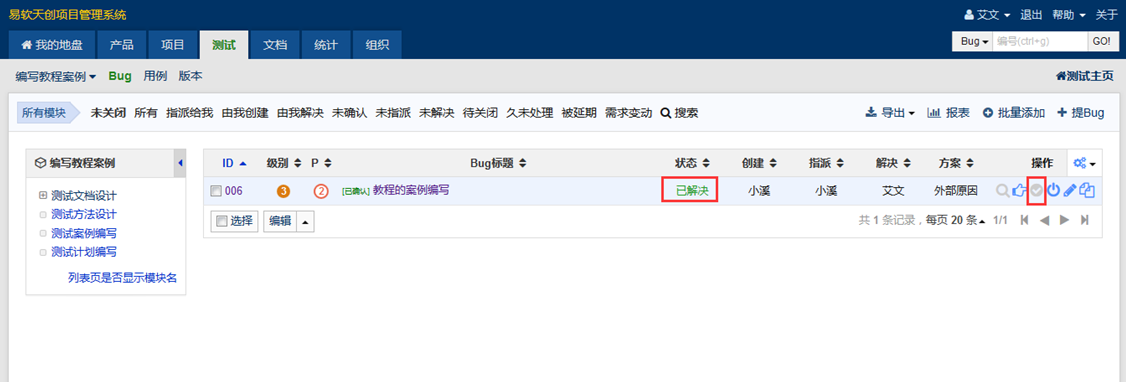 易软天创项目管理系统
艾文 退出 帮助 关于
我的地盘 产品 项目 测试 文档 统计 组织
Bug 编号(ctrl+g) GO!
编写教程案例 Bug 用例 版本
测试主页
所有模块 未关闭 所有 指派给我 由我创建 由我解决 未确认 未指派 未解决 待关闭 久未处理 被延期 需求变动 搜索
导出 报表 批量添加 提Bug
编写教程案例
测试文档设计
测试方法设计
测试案例编写
测试计划编写
列表页是否显示模块名
ID 级别 P Bug标题 状态 创建 指派 解决 方案 操作
006 3 2 [已确认] 教程的案例编写 已解决 小溪 小溪 艾文 外部原因
选择 编辑
共 1 条记录，每页 20 条 1/1